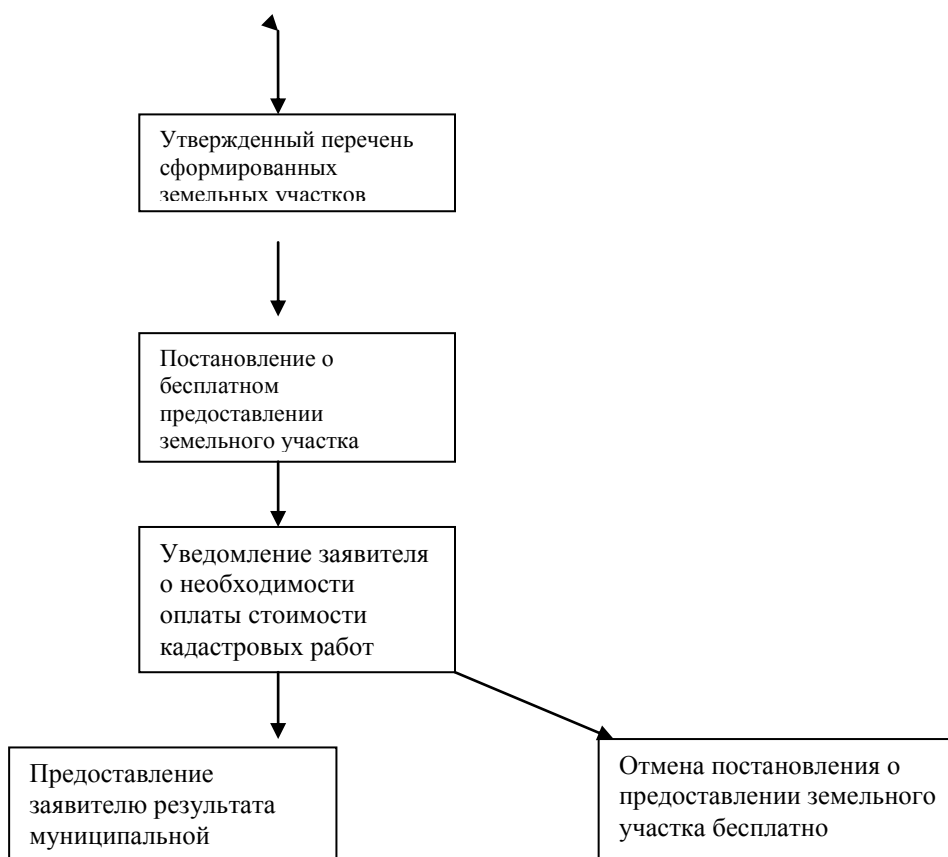 Утвержденный перечень
сформированных
земельных участков
Постановление о
бесплатном
предоставлении
земельного участка
Уведомление заявителя
о необходимости
оплаты стоимости
кадастровых работ
Предоставление
заявителю результата
муниципальной
Отмена постановления о
предоставлении земельного
участка бесплатно